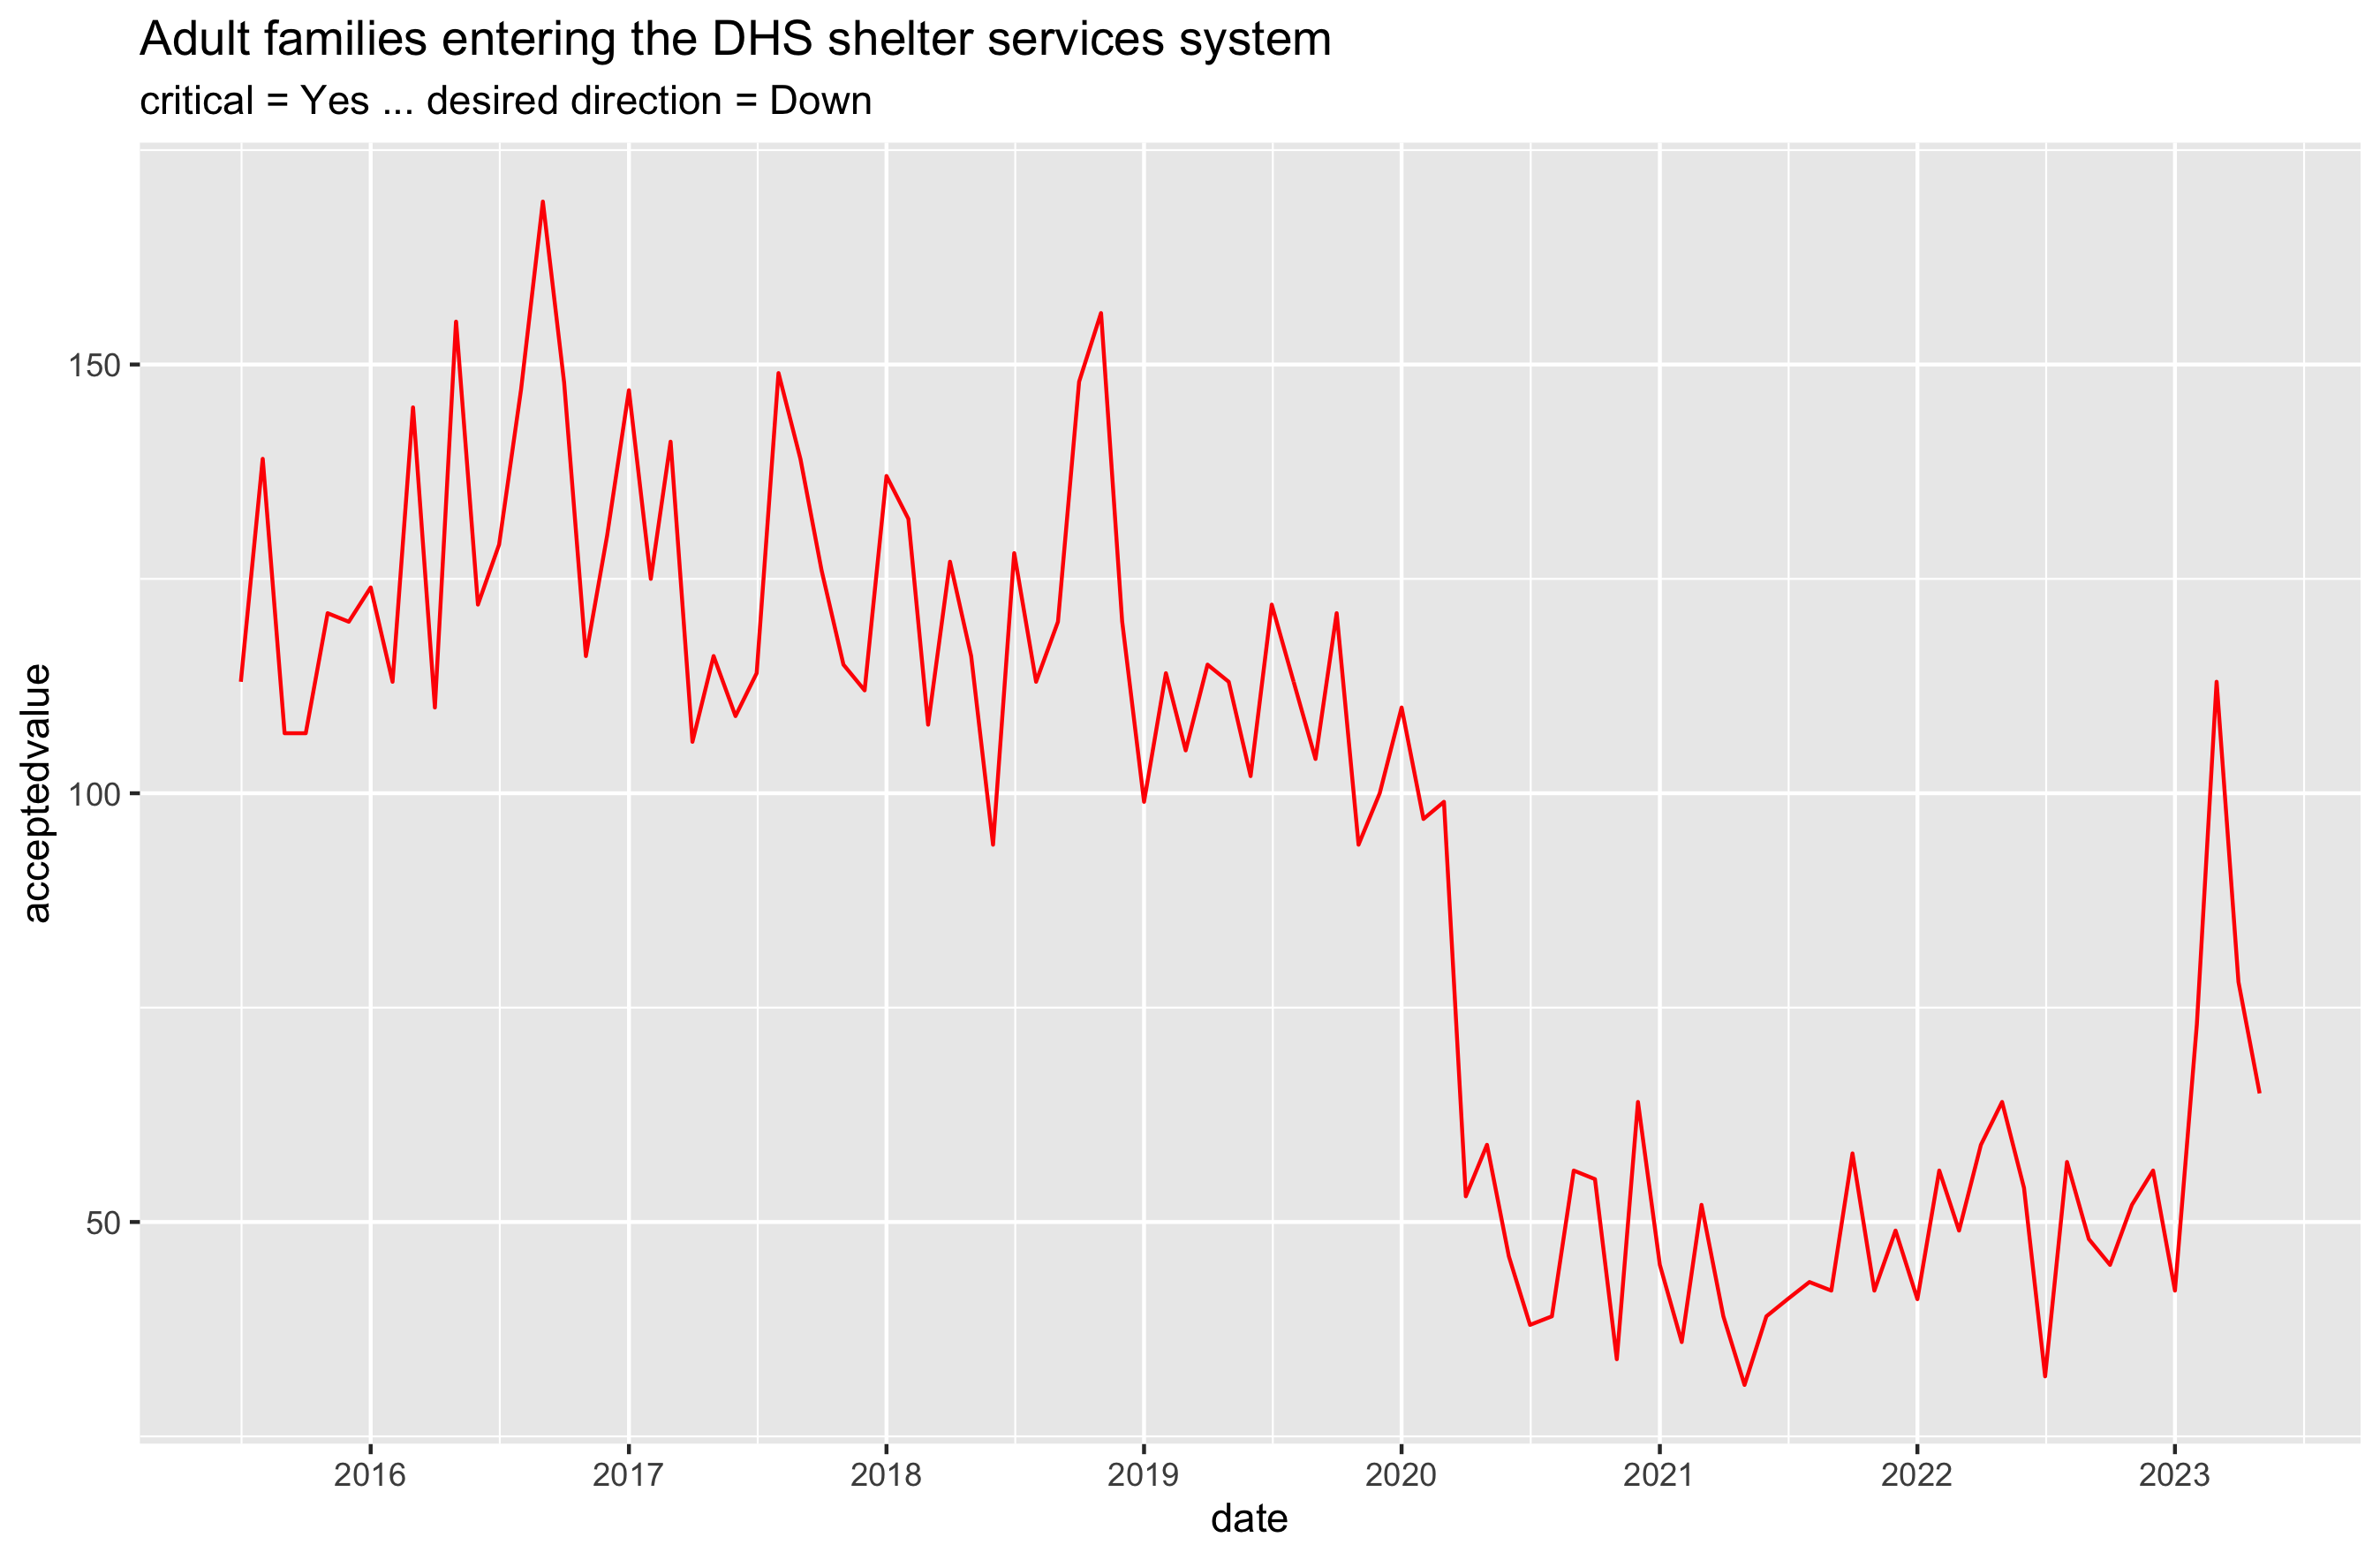 Adult families entering the DHS shelter services system
critical = Yes ... desired direction = Down
acceptedvalue
150
100
50
2016 2017 2018 2019 2020 2021 2022 2023
date